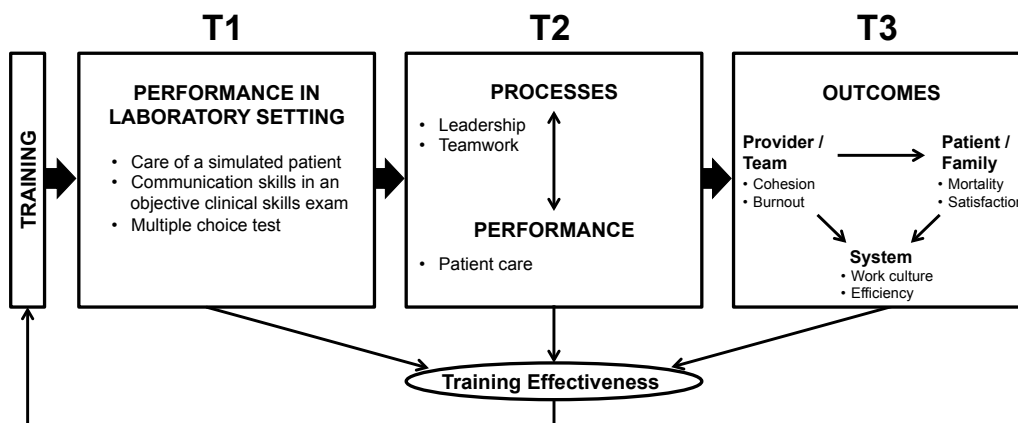 T1
T2
T3
TRAINING
PERFORMANCE IN
LABORATORY SETTING
• Care of a simulated patient
• Communication skills in an
objective clinical skills exam
• Multiple choice test
PROCESSES
• Leadership
• Teamwork
PERFORMANCE
• Patient care
OUTCOMES
Provider /
Team
• Cohesion
• Burnout
Patient /
Family
• Mortality
• Satisfaction
System
• Work culture
• Efficiency
Training Effectiveness